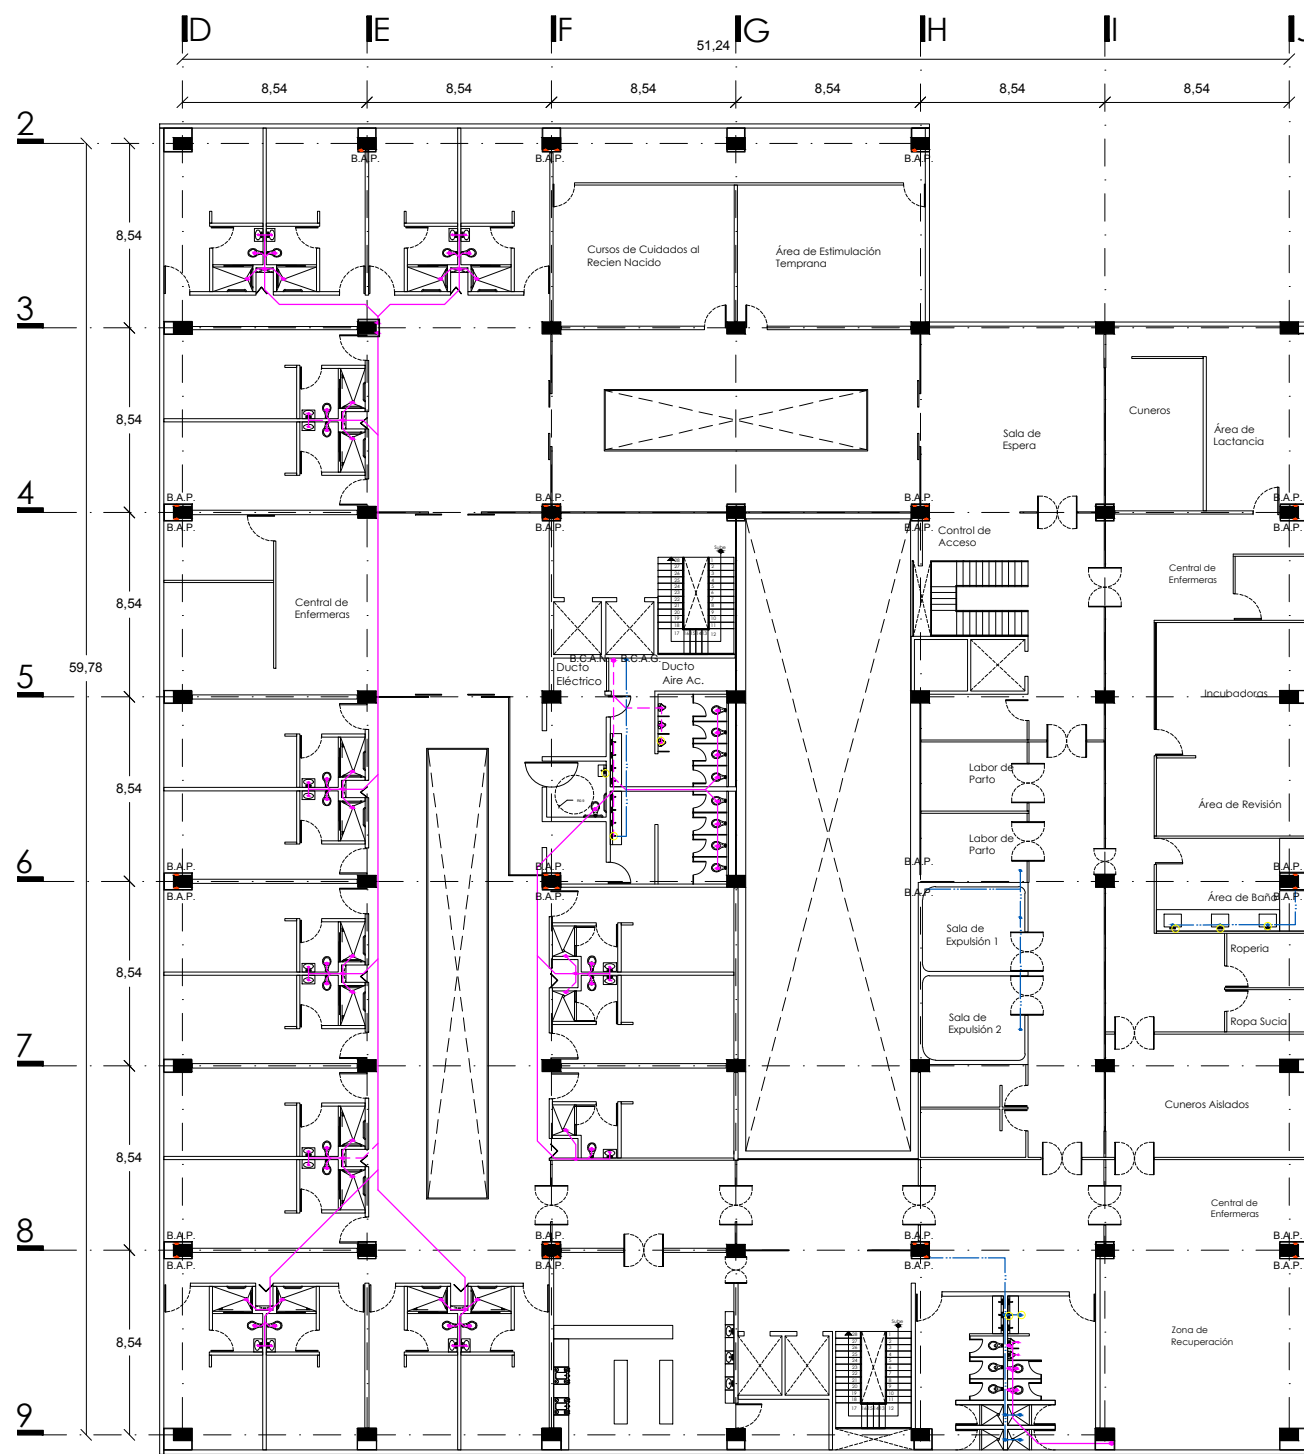 D E F G H I J
51,24
8,54 8,54 8,54 8,54 8,54 8,54
2
B.A.P. B.A.P. B.A.P.
8,54
Cursos de Cuidados al
Recien Nacido
Área de Estimulación
Temprana
3
8,54
Cuneros
Sala de
Espera
Área de
Lactancia
4
B.A.P. B.A.P. B.A.P. B.A.P.
B.A.P. B.A.P. B.A.P. B.A.P.
Control de
Acceso
Sube
Central de
Enfermeras
8,54
Central de
Enfermeras
59,78
B.C.A.N. B.C.A.G.
Ducto
Eléctrico
Ducto
Aire Ac.
5
Incubadoras
8,54
Labor de
Parto
Área de Revisión
Labor de
Parto
6
B.A.P. B.A.P. B.A.P. B.A.P.
B.A.P. B.A.P. B.A.P. B.A.P.
Área de Baño
Sala de
Expulsión 1
Roperia
8,54
Sala de
Expulsión 2
Ropa Sucia
7
Cuneros Aislados
8,54
Central de
Enfermeras
8
B.A.P. B.A.P. B.A.P. B.A.P.
B.A.P. B.A.P. B.A.P. B.A.P.
Sube
Zona de
Recuperación
8,54
9